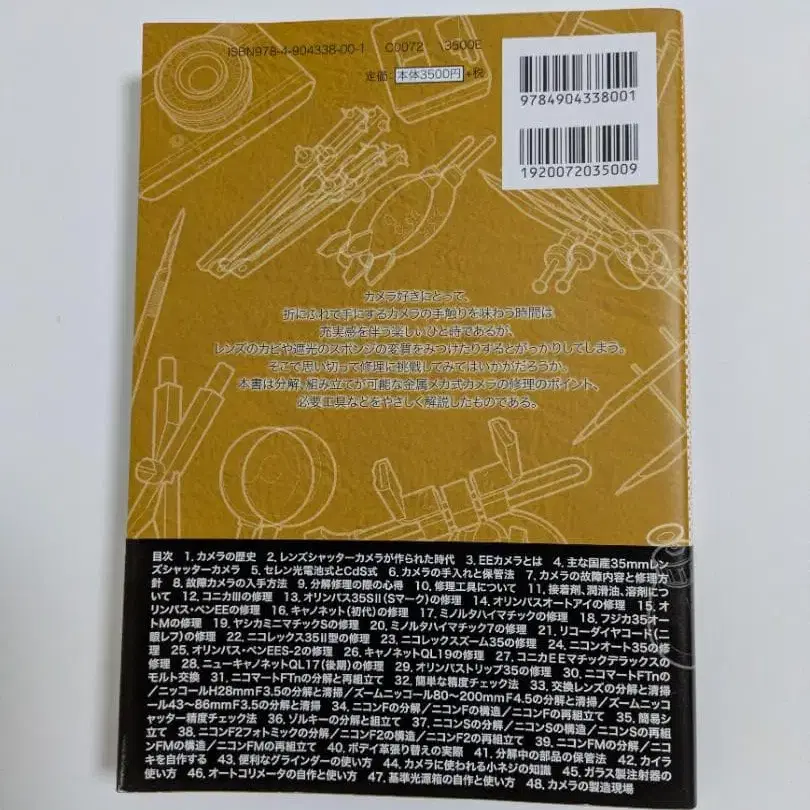 ISBN978-4-904338-00-1 C0072 3500E
定価 本体3500円 +税
9784904338001
1920072035009
カメラ好きにとって、
折にふれて手にするカメラの手触りを味わう時間は
充実感を伴う楽しいひと時であるが、
レンズのカビや遮光のスポンジの変質をみつけたりするとがっかりしてしまう。
そこで思い切って修理に挑戦してみてはいかがだろうか。
本書は分解、組み立てが可能な金属メカ式カメラの修理のポイント、
必要工具などをやさしく解説したものである。
目次 1. カメラの歴史 2. レンズシャッターカメラが作られた時代 3. EEカメラとは 4. 主な国産35mmレン
ズシャッターカメラ 5. セレン光電池式とCdS式 6. カメラの手入れと保管法 7. カメラの故障内容と修理方
針 8. 故障カメラの入手方法 9. 分解修理の際の心得 10. 修理工具について 11. 接着剤、潤滑油、溶剤につ
いて 12. コニカIIIの修理 13. オリンパス35SⅡ(Sマーク)の修理 14. オリンパスオートアイの修理 15. オ
リンパス・ペンEEの修理 16. キャノネット(初代)の修理 17. ミノルタハイマチックの修理 18. フジカ35オー
トMの修理 19. ヤシカミニマチックSの修理 20. ミノルタハイマチック7の修理 21. リコーダイヤコード(二
眼レフ)の修理 22. ニコレックス35Ⅱ型の修理 23. ニコレックスズーム35の修理 24. ニコンオート35の修
理 25. オリンパス・ペンEES-2の修理 26. キャノネットQL19の修理 27. コニカEEマチックデラックスの
修理 28. ニューキャノネットQL17(後期)の修理 29. オリンパストリップ35の修理 30. ニコマートFTnの
モルト交換 31. ニコマートFTnの分解と再組立て 32. 簡単な精度チェック法 33. 交換レンズの分解と清掃
／ニッコールH28mmF3.5の分解と清掃／ズームニッコール80〜200mmF4.5の分解と清掃／ズームニッ
コール43〜86mmF3.5の分解と清掃 34. ニコンFの分解／ニコンFの構造／ニコンFの再組立て 35. 簡易シ
ャッター精度チェック法 36. ゾルキーの分解と組立て 37. ニコンSの分解／ニコンSの構造／ニコンSの再組立
て 38. ニコンF2フォトミックの分解／ニコンF2の構造／ニコンF2の再組立て 39. ニコンFMの分解／ニコ
ンFMの構造／ニコンFMの再組立て 40. ボディ革張り替えの実際 41. 分解中の部品の保管法 42. カイラ
キを自作する 43. 便利なグラインダーの使い方 44. カメラに使われる小ネジの知識 45. ガラス製注射器の
使い方 46. オートコリメータの自作と使い方 47. 基準光源箱の自作と使い方 48. カメラの製造現場